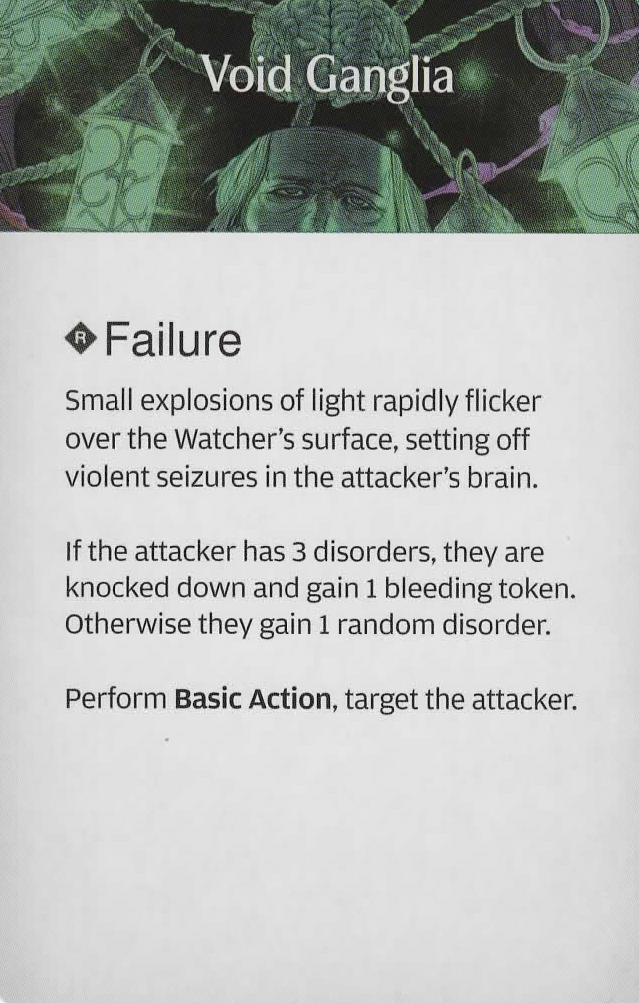 Void Ganglia
R Failure
Small explosions of light rapidly flicker
over the Watcher's surface, setting off
violent seizures in the attacker's brain.
If the attacker has 3 disorders, they are
knocked down and gain 1 bleeding token.
Otherwise they gain 1 random disorder.
Perform Basic Action, target the attacker.